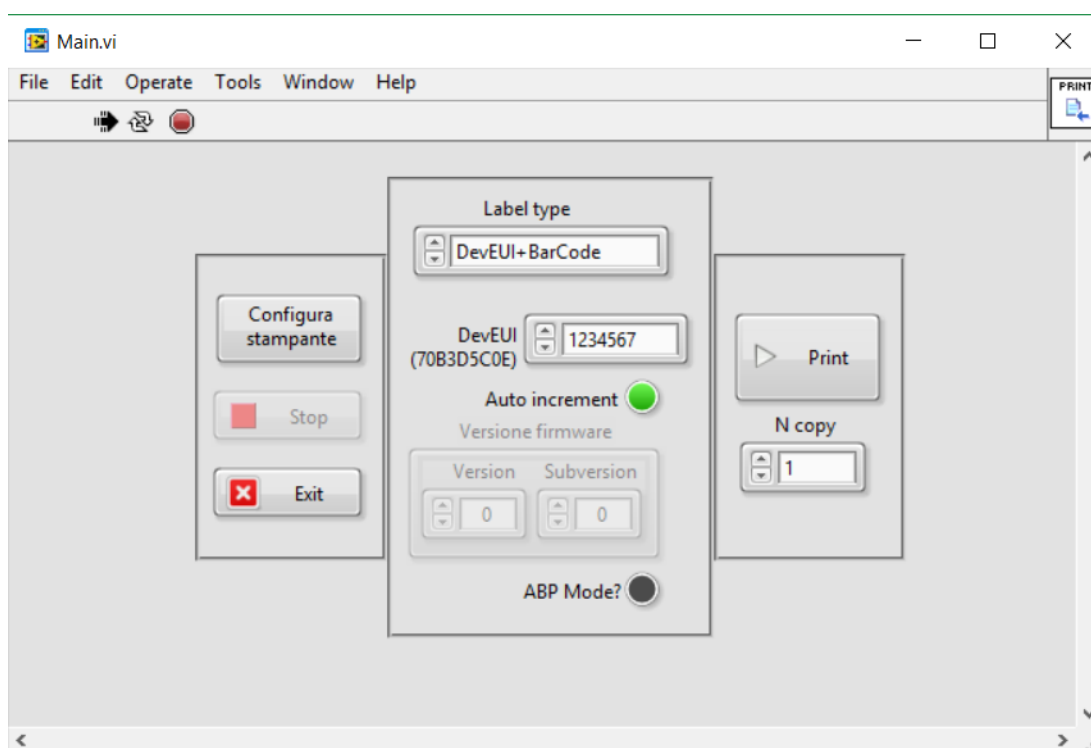 Main.vi
File Edit Operate Tools Window Help
PRINT
Label type
DevEUI+BarCode
Configura
stampante
Stop
Exit
DevEUI
(70B3D5C0E)
1234567
Auto increment
Versione firmware
Version Subversion
0 0
ABP Mode?
Print
N copy
1